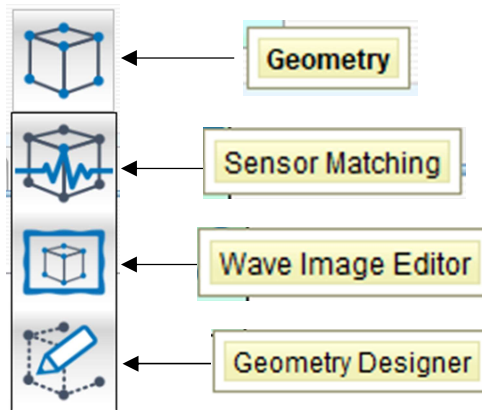 Geometry
Sensor Matching
Wave Image Editor
Geometry Designer